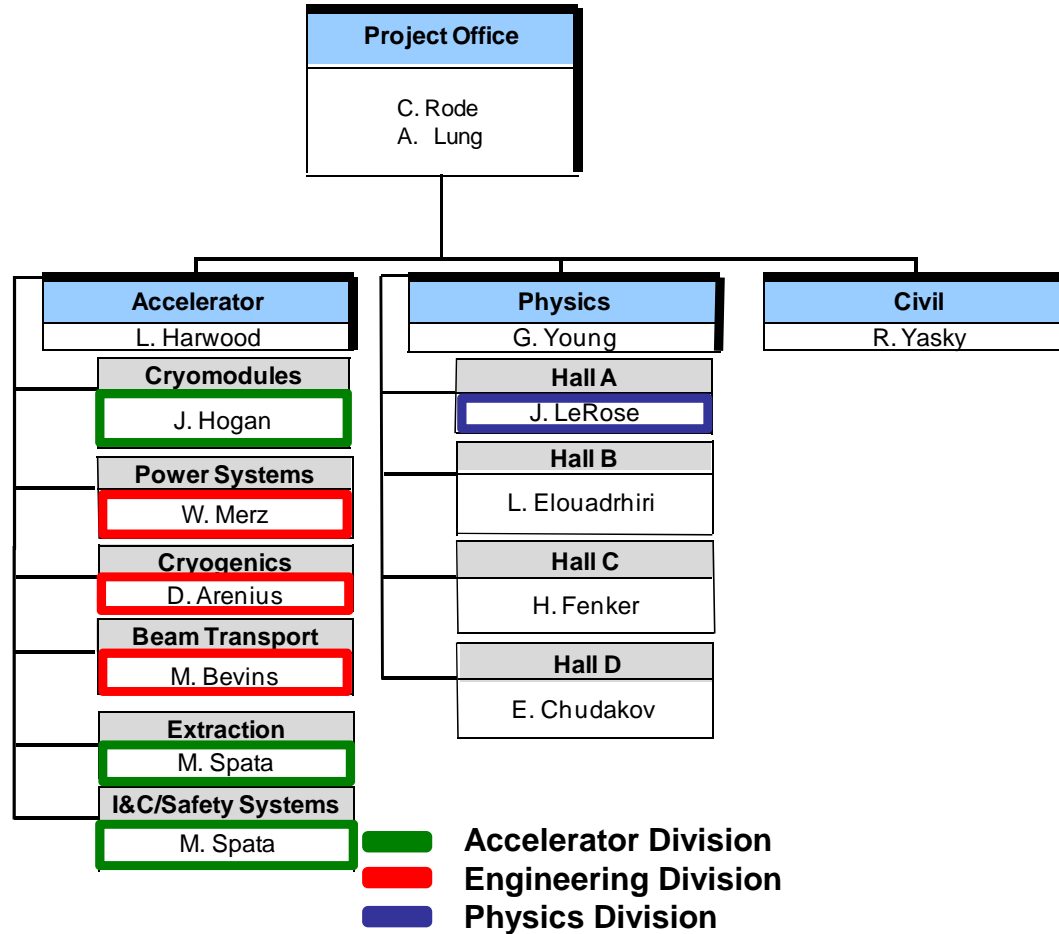 Project Office
C. Rode
A. Lung
Accelerator
L. Harwood
Cryomodules
J. Hogan
Power Systems
W. Merz
Cryogenics
D. Arenius
Beam Transport
M. Bevins
Extraction
M. Spata
I&C/Safety Systems
M. Spata
Physics
G. Young
Hall A
J. LeRose
Hall B
L. Elouadrhiri
Hall C
H. Fenker
Hall D
E. Chudakov
Civil
R. Yasky
Accelerator Division
Engineering Division
Physics Division